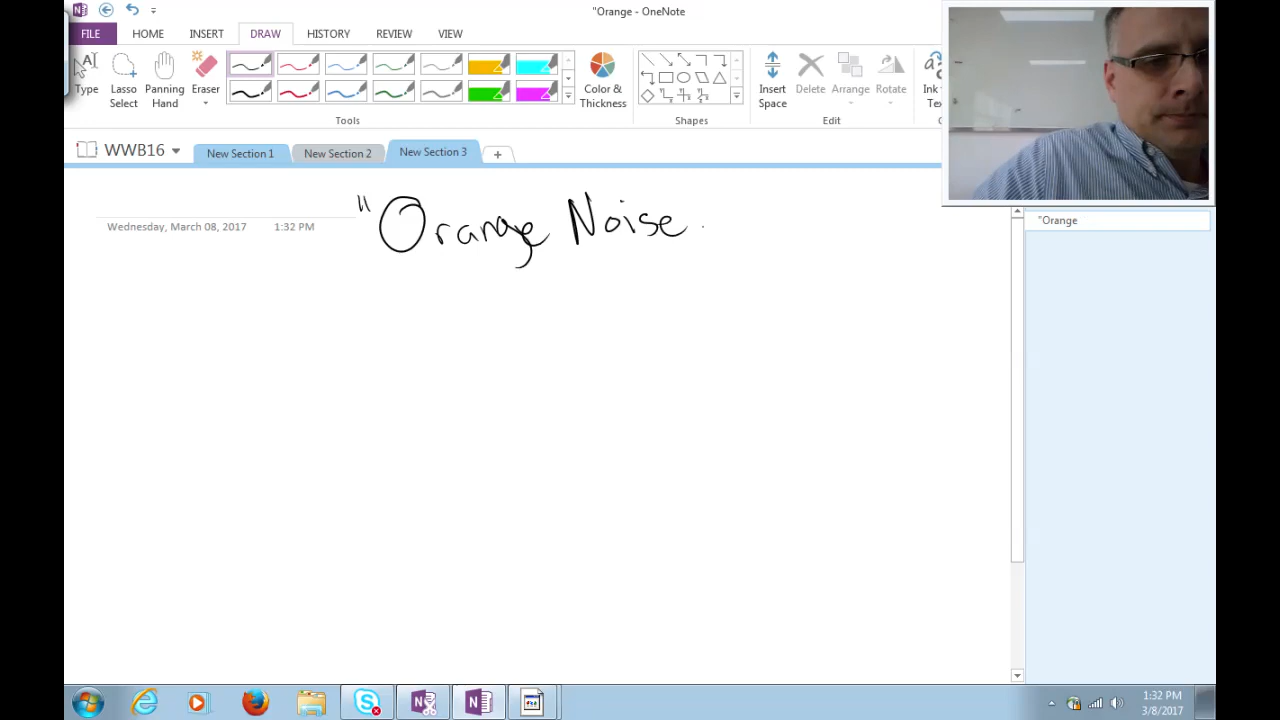 "Orange - OneNote
FILE HOME INSERT DRAW HISTORY REVIEW VIEW
Type
Lasso Select
Panning Hand
Eraser
Color & Thickness
Insert Space
Delete
Arrange
Rotate
Ink to
Tools
Shapes
Edit
WWB16
New Section 1
New Section 2
New Section 3
"Orange Noise
Wednesday, March 08, 2017 1:32 PM
"Orange
1:32 PM
3/8/2017